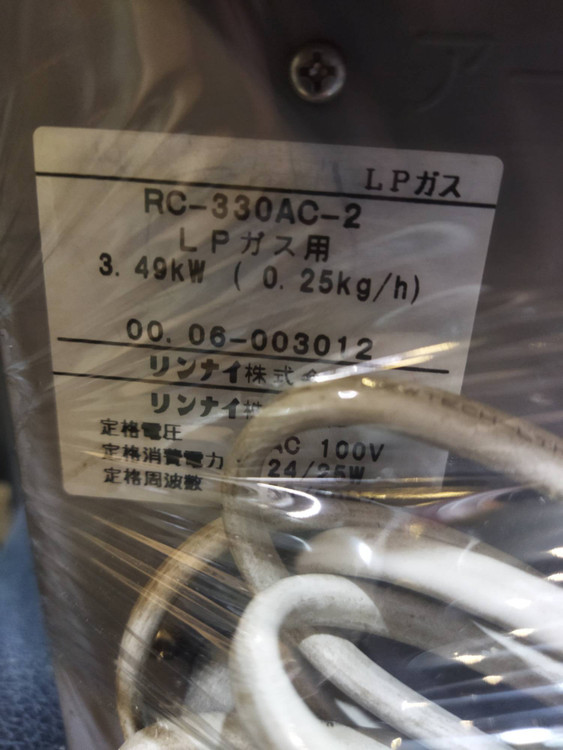 LPガス
RC-330AC-2
LPガス用
3.49kW (0.25kg/h)
00.06-003012
リンナイ株式
リンナイ株
定格電圧 AC 100V
定格消費電力 24/25W
定格周波数